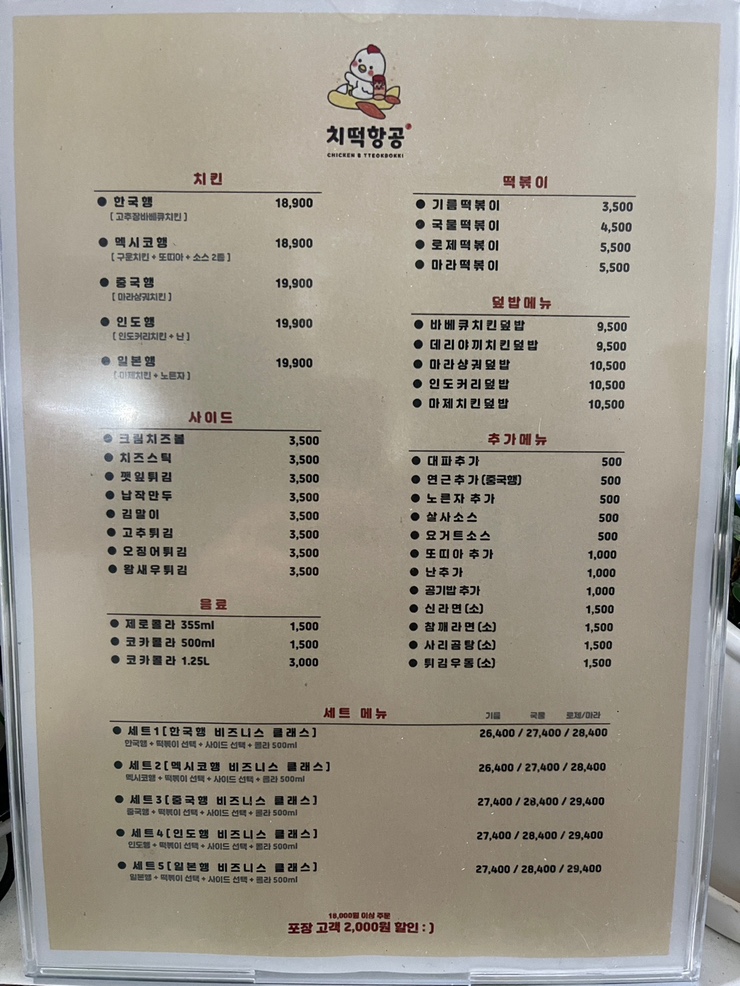 치떡항공
CHICKEN & TTEOKBOKKI
치킨
한국행 18,900
[고추장바베큐치킨]
멕시코행 18,900
[구운치킨 + 또띠아 + 소스 2종]
중국행 19,900
[마라샹궈치킨]
인도행 19,900
[인도커리치킨 + 난]
일본행 19,900
[마제치킨 + 노른자]
사이드
크림치즈볼 3,500
치즈스틱 3,500
깻잎튀김 3,500
납작만두 3,500
김말이 3,500
고추튀김 3,500
오징어튀김 3,500
왕새우튀김 3,500
음료
제로콜라 355ml 1,500
코카콜라 500ml 1,500
코카콜라 1.25L 3,000
떡볶이
기름떡볶이 3,500
국물떡볶이 4,500
로제떡볶이 5,500
마라떡볶이 5,500
덮밥메뉴
바베큐치킨덮밥 9,500
데리야끼치킨덮밥 9,500
마라샹궈덮밥 10,500
인도커리덮밥 10,500
마제치킨덮밥 10,500
추가메뉴
대파추가 500
연근추가(중국행) 500
노른자 추가 500
살사소스 500
요거트소스 500
또띠아 추가 1,000
난추가 1,000
공기밥 추가 1,000
신라면(소) 1,500
참깨라면(소) 1,500
사리곰탕(소) 1,500
튀김우동(소) 1,500
세트 메뉴 기름 국물 로제/마라
세트1[한국행 비즈니스 클래스] 26,400 / 27,400 / 28,400
한국행 + 떡볶이 선택 + 사이드 선택 + 콜라 500ml
세트2[멕시코행 비즈니스 클래스] 26,400 / 27,400 / 28,400
멕시코행 + 떡볶이 선택 + 사이드 선택 + 콜라 500ml
세트3[중국행 비즈니스 클래스] 27,400 / 28,400 / 29,400
중국행 + 떡볶이 선택 + 사이드 선택 + 콜라 500ml
세트4[인도행 비즈니스 클래스] 27,400 / 28,400 / 29,400
인도행 + 떡볶이 선택 + 사이드 선택 + 콜라 500ml
세트5[일본행 비즈니스 클래스] 27,400 / 28,400 / 29,400
일본행 + 떡볶이 선택 + 사이드 선택 + 콜라 500ml
18,000원 이상 주문
포장 고객 2,000원 할인 : )